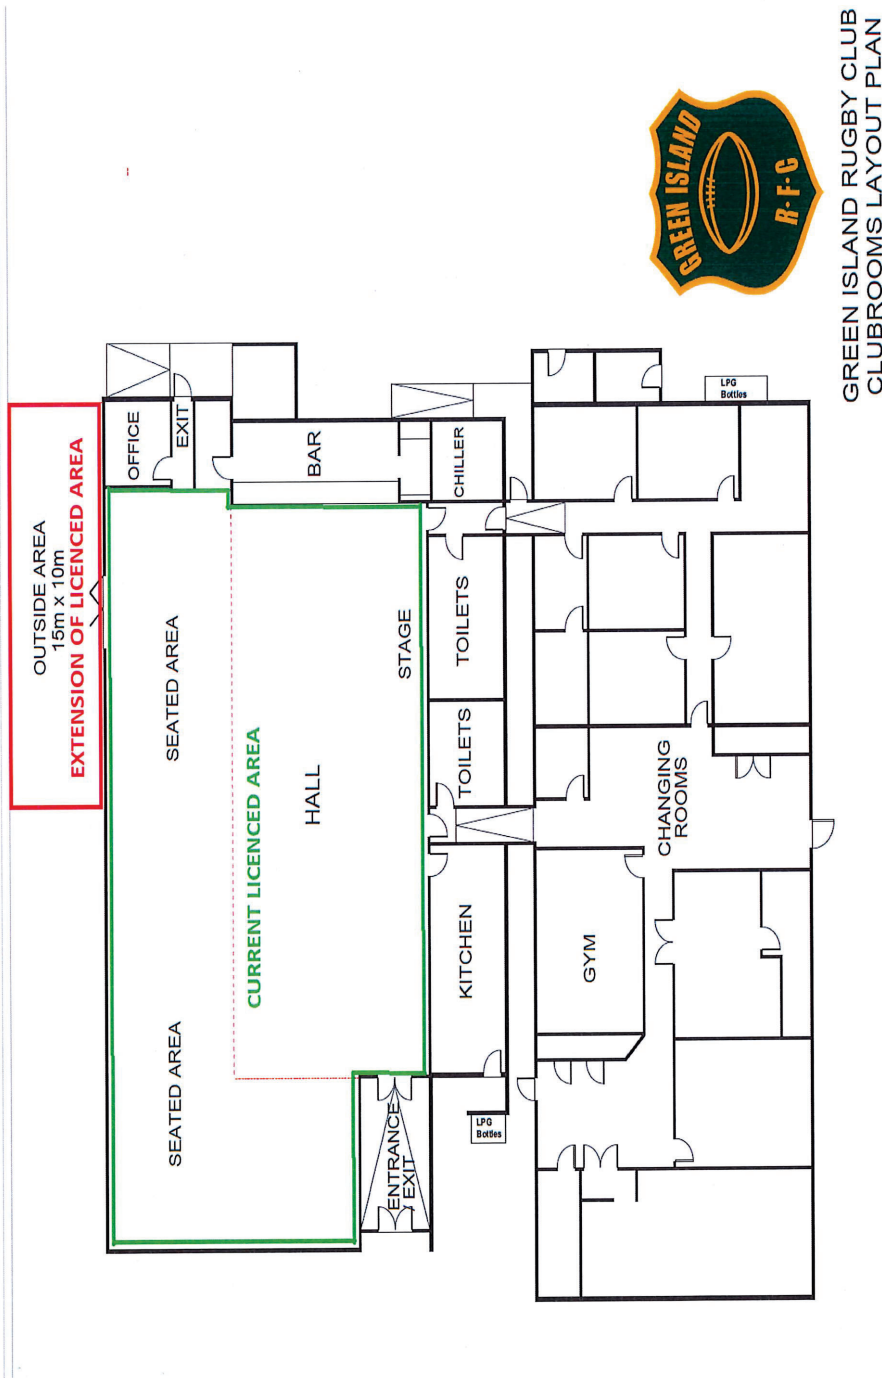 OUTSIDE AREA
15m x 10m
EXTENSION OF LICENCED AREA
OFFICE
EXIT
SEATED AREA
SEATED AREA
CURRENT LICENCED AREA
HALL
BAR
STAGE
ENTRANCE
/ EXIT
KITCHEN
TOILETS
TOILETS
CHILLER
LPG
Bottles
GYM
CHANGING
ROOMS
LPG
Bottles
GREEN ISLAND
R·F·C
GREEN ISLAND RUGBY CLUB
CLUBROOMS LAYOUT PLAN